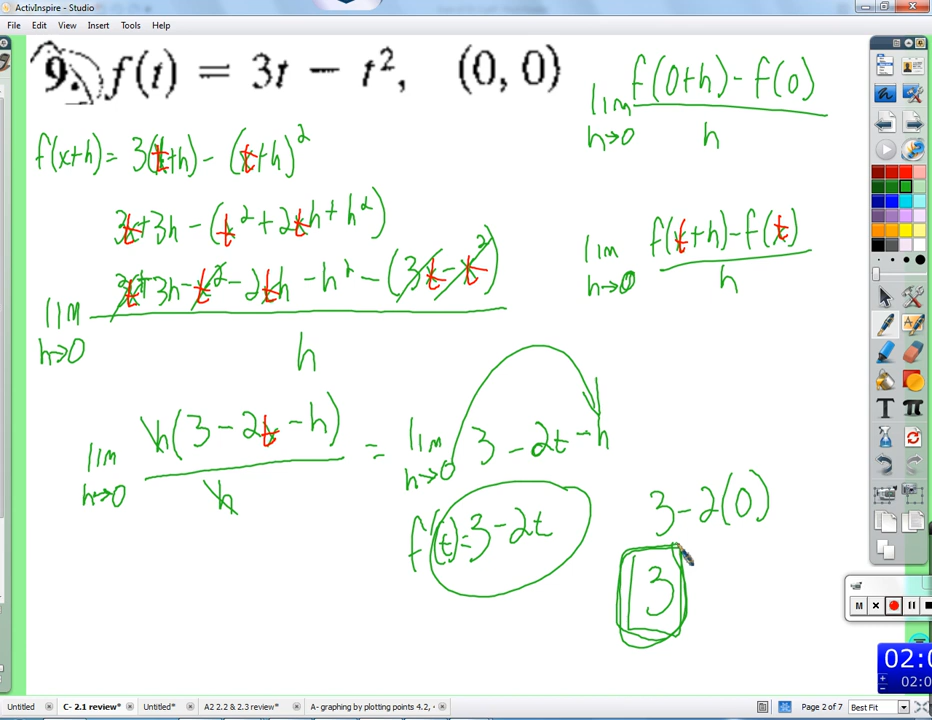 ActivInspire - Studio
File Edit View Insert Tools Help
9. f(t) = 3t − t², (0, 0)
lim h→0 f(0+h) − f(0) / h
f(x+h) = 3(t+h) − (t+h)²
3t+3h − (t²+2th+h²)
lim h→0 f(t+h) − f(t) / h
lim h→0 3t+3h−t²−2th−h²−(3t−t²) / h
lim h→0 h(3−2t−h) / h = lim h→0 3−2t−h
f'(t)=3−2t
3−2(0)
3
M
02:0
02:0
Untitled C- 2.1 review* Untitled* A2 2.2 & 2.3 review* A- graphing by plotting points 4.2, Page 2 of 7 Best Fit